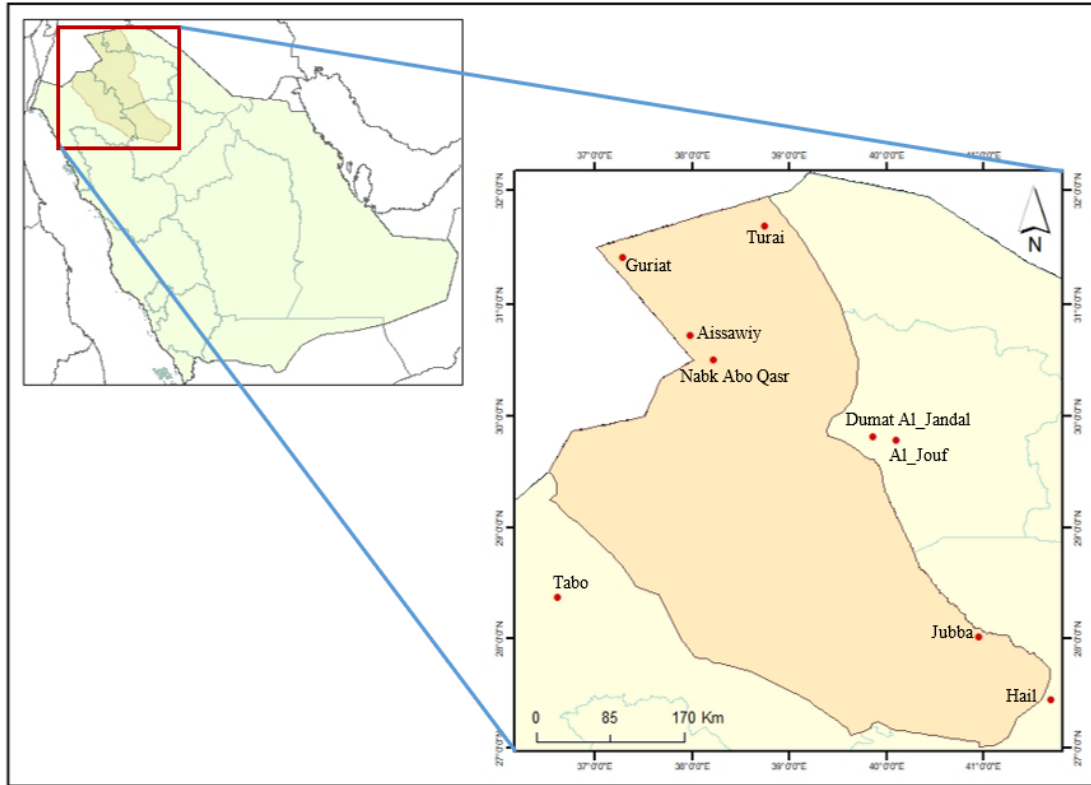 37°0'0"E 38°0'0"E 39°0'0"E 40°0'0"E 41°0'0"E
32°0'0"N
32°0'0"N
N
Turai
Guriat
31°0'0"N
31°0'0"N
Aissawiy
Nabk Abo Qasr
30°0'0"N
30°0'0"N
Dumat Al_Jandal
Al_Jouf
29°0'0"N
29°0'0"N
Tabo
28°0'0"N
28°0'0"N
Jubba
Hail
0 85 170 Km
27°0'0"N
27°0'0"N
37°0'0"E 38°0'0"E 39°0'0"E 40°0'0"E 41°0'0"E